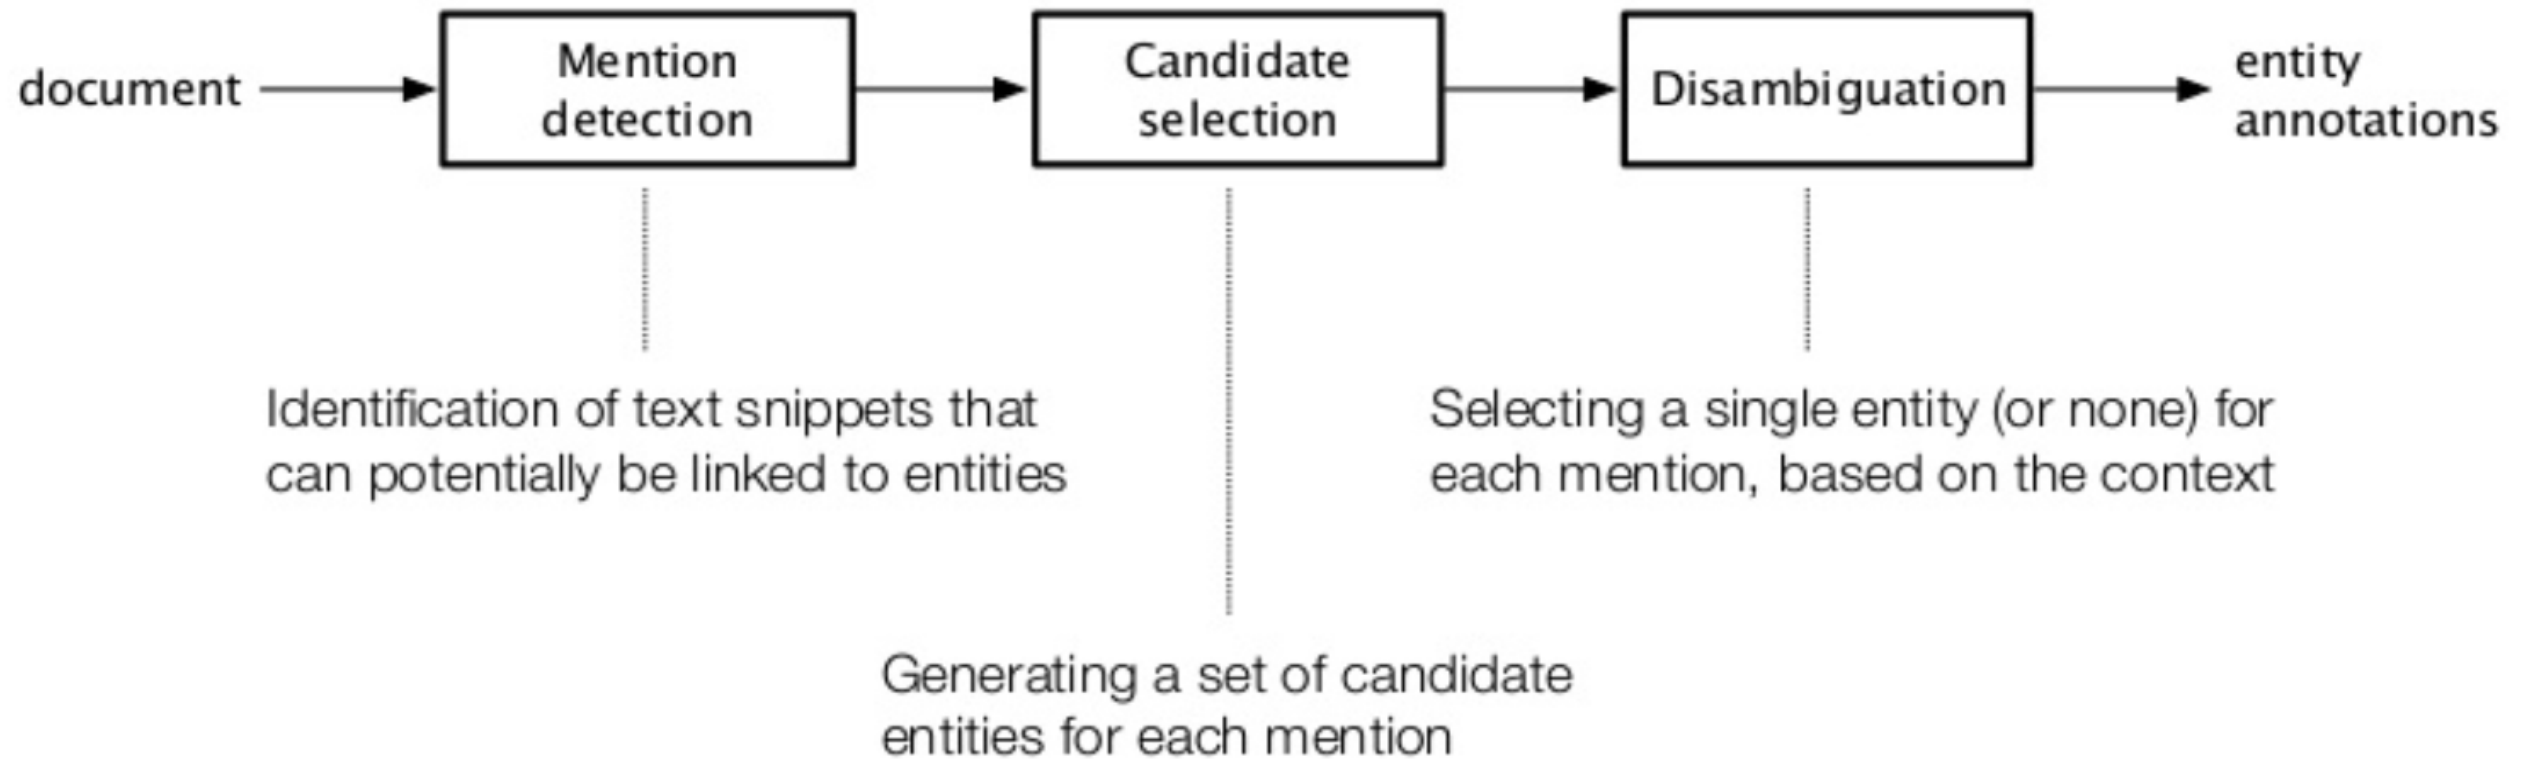 document
Mention
detection
Candidate
selection
Disambiguation
entity
annotations
Identification of text snippets that
can potentially be linked to entities
Selecting a single entity (or none) for
each mention, based on the context
Generating a set of candidate
entities for each mention